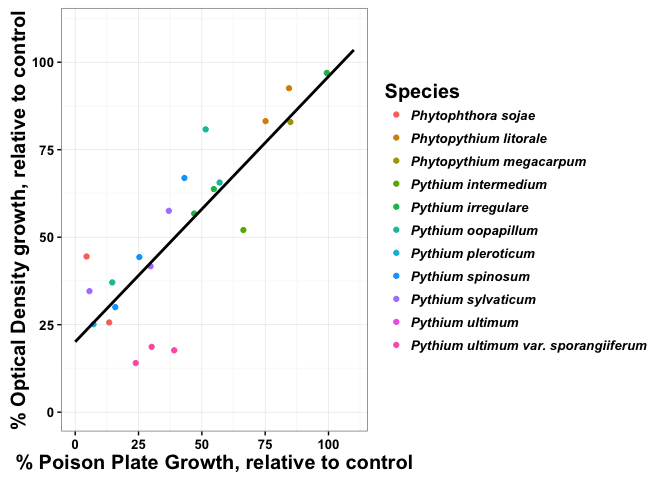 % Optical Density growth, relative to control
100
75
50
25
0
0 25 50 75 100
% Poison Plate Growth, relative to control
Species
Phytophthora sojae
Phytopythium litorale
Phytopythium megacarpum
Pythium intermedium
Pythium irregulare
Pythium oopapillum
Pythium pleroticum
Pythium spinosum
Pythium sylvaticum
Pythium ultimum
Pythium ultimum var. sporangiiferum